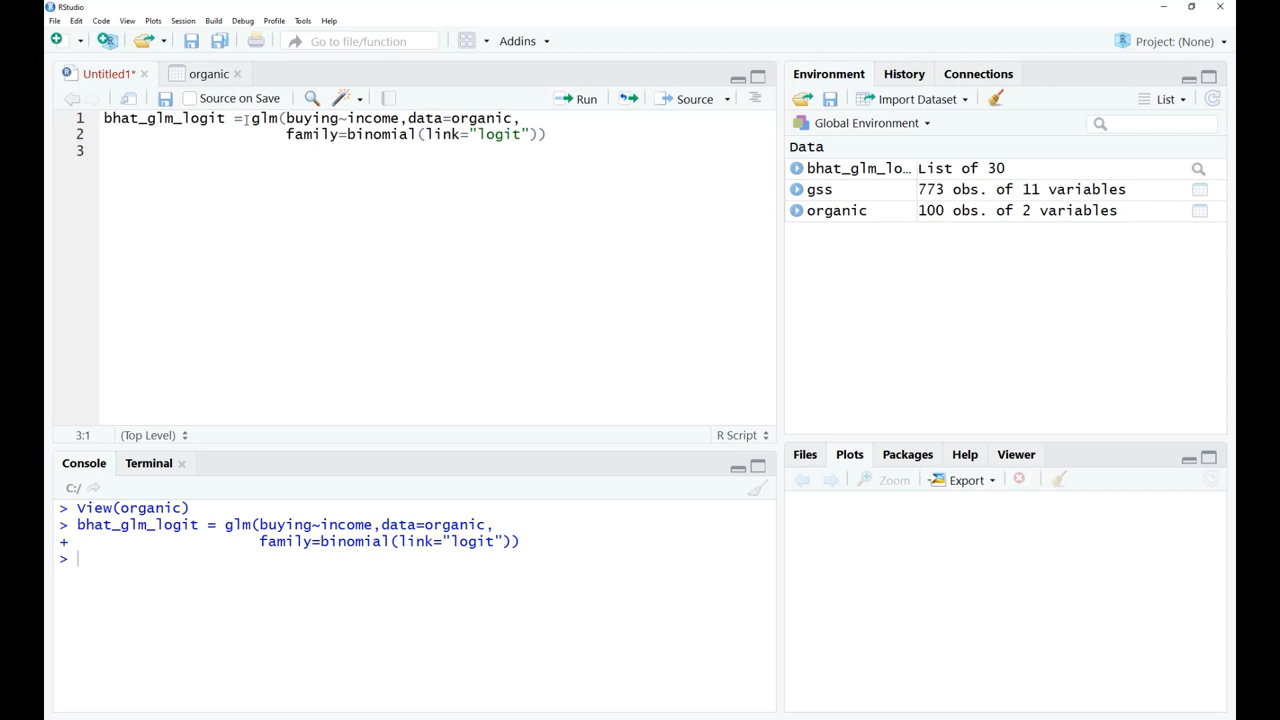 RStudio
File Edit Code View Plots Session Build Debug Profile Tools Help
Go to file/function Addins Project: (None)
Untitled1* organic
Source on Save Run Source
1 bhat_glm_logit = glm(buying~income,data=organic,
2 family=binomial(link="logit"))
3
3:1 (Top Level) R Script
Console Terminal
C:/
> View(organic)
> bhat_glm_logit = glm(buying~income,data=organic,
+ family=binomial(link="logit"))
>
Environment History Connections
Import Dataset List
Global Environment
Data
bhat_glm_lo... List of 30
gss 773 obs. of 11 variables
organic 100 obs. of 2 variables
Files Plots Packages Help Viewer
Zoom Export